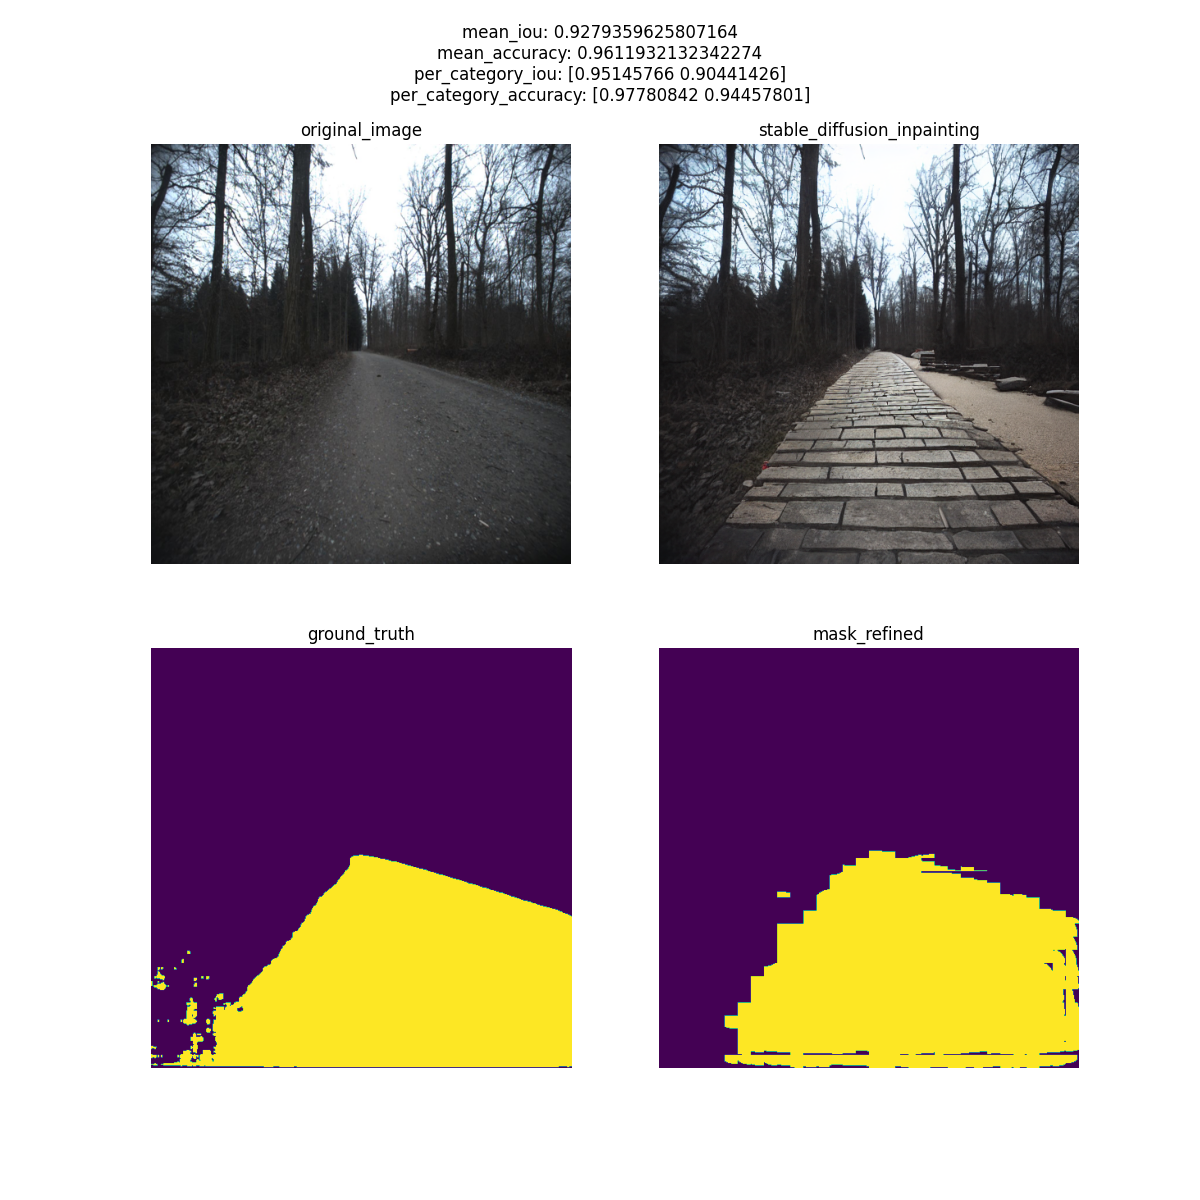 mean_iou: 0.9279359625807164
mean_accuracy: 0.9611932132342274
per_category_iou: [0.95145766 0.90441426]
per_category_accuracy: [0.97780842 0.94457801]
original_image
stable_diffusion_inpainting
ground_truth
mask_refined